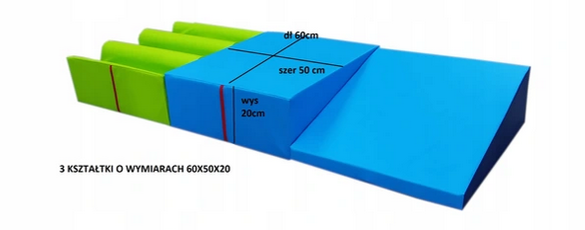 dł 60cm
szer 50 cm
wys
20cm
3 KSZTAŁTKI O WYMIARACH 60X50X20